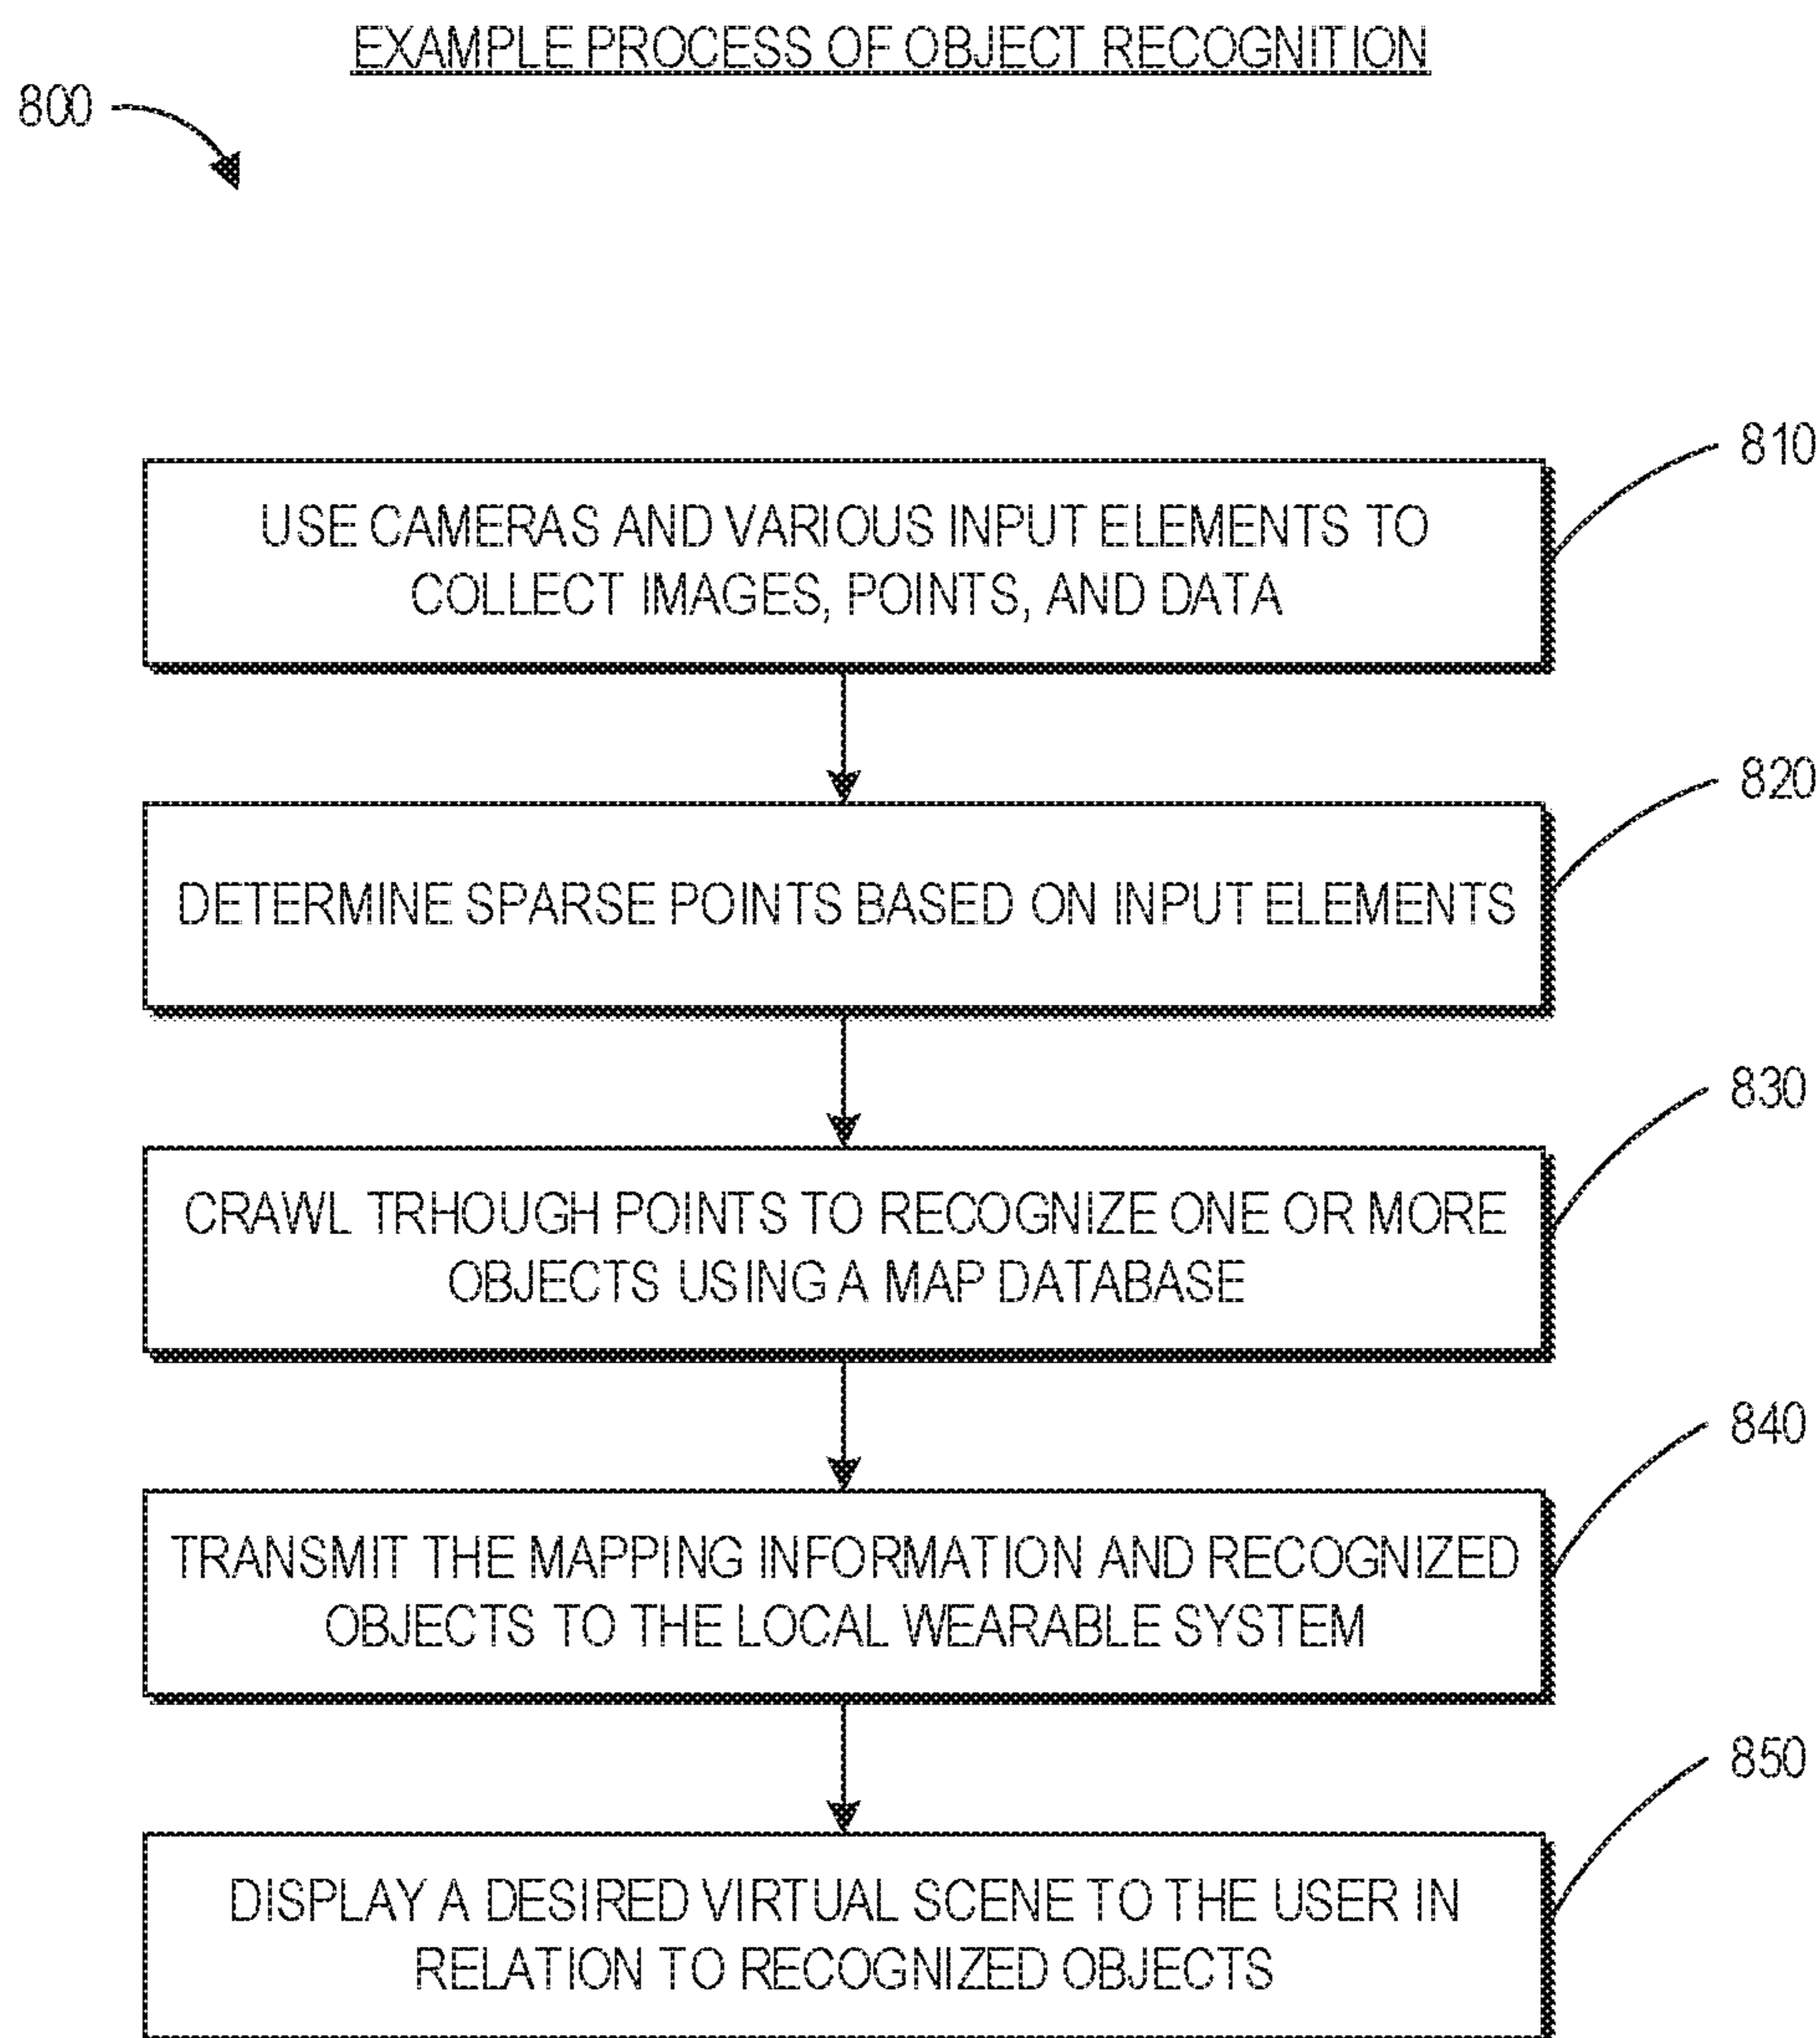 EXAMPLE PROCESS OF OBJECT RECOGNITION
800
810
USE CAMERAS AND VARIOUS INPUT ELEMENTS TO
COLLECT IMAGES, POINTS, AND DATA
820
DETERMINE SPARSE POINTS BASED ON INPUT ELEMENTS
830
CRAWL TRHOUGH POINTS TO RECOGNIZE ONE OR MORE
OBJECTS USING A MAP DATABASE
840
TRANSMIT THE MAPPING INFORMATION AND RECOGNIZED
OBJECTS TO THE LOCAL WEARABLE SYSTEM
850
DISPLAY A DESIRED VIRTUAL SCENE TO THE USER IN
RELATION TO RECOGNIZED OBJECTS